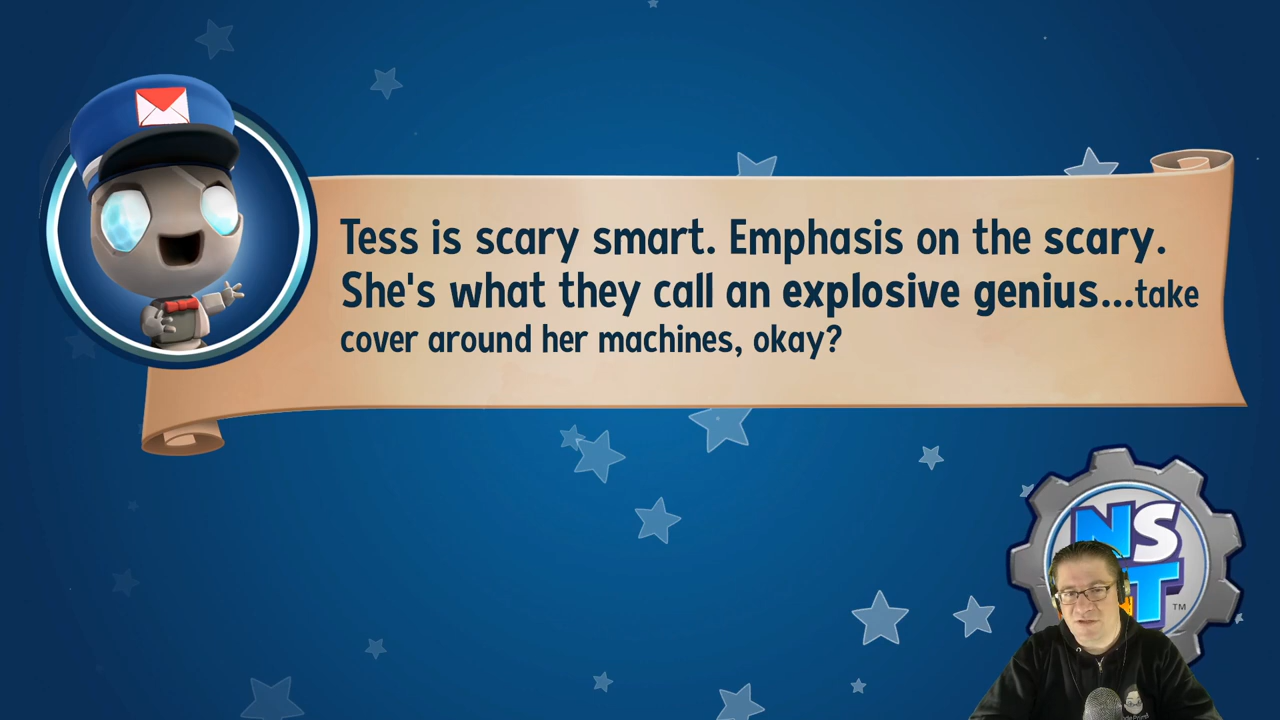 Tess is scary smart. Emphasis on the scary.
She's what they call an explosive genius...take
cover around her machines, okay?
NS
T
TM